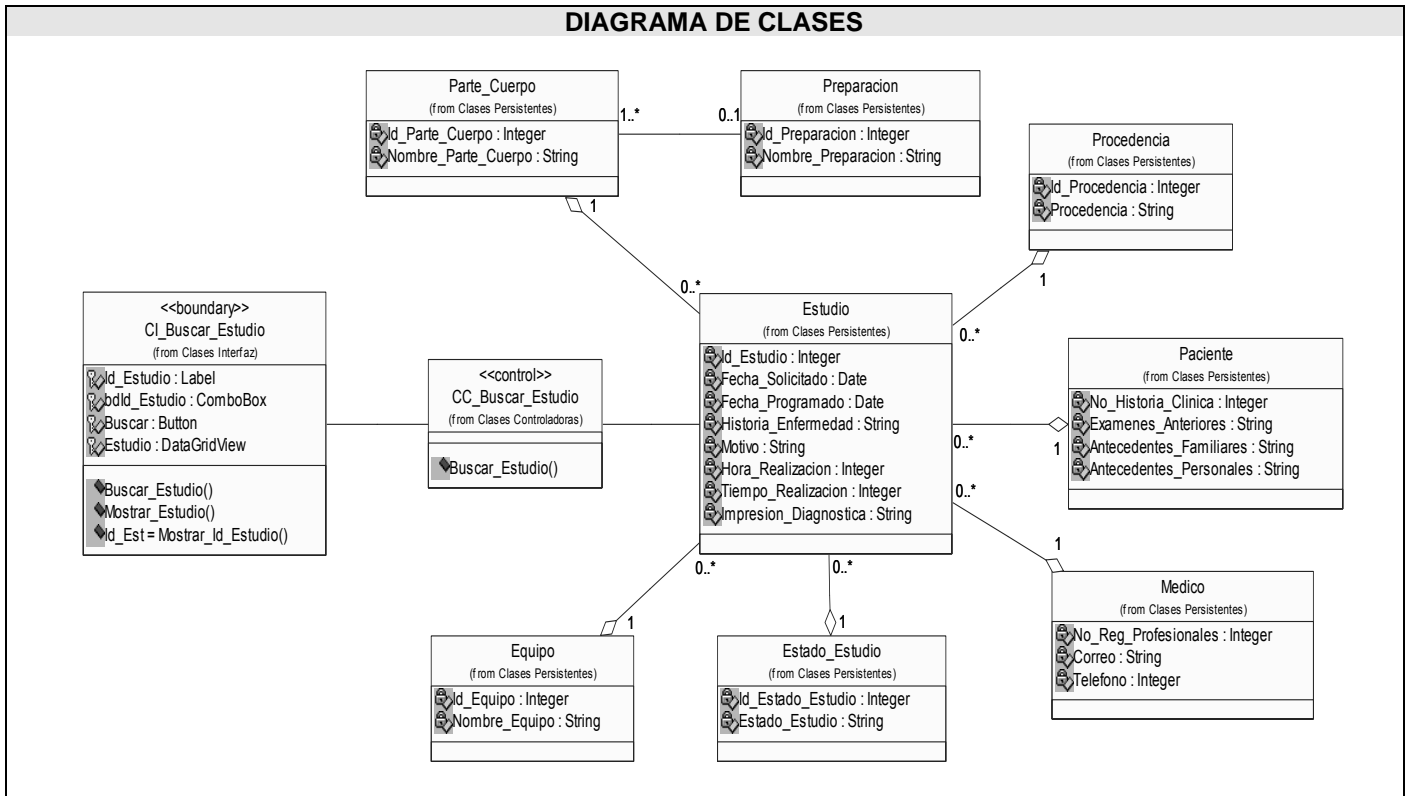 DIAGRAMA DE CLASES
Parte_Cuerpo
(from Clases Persistentes)
Id_Parte_Cuerpo : Integer
Nombre_Parte_Cuerpo : String
1..*
0..1
Preparacion
(from Clases Persistentes)
Id_Preparacion : Integer
Nombre_Preparacion : String
Procedencia
(from Clases Persistentes)
Id_Procedencia : Integer
Procedencia : String
1
0..*
1
0..*
<<boundary>>
CI_Buscar_Estudio
(from Clases Interfaz)
Id_Estudio : Label
bdId_Estudio : ComboBox
Buscar : Button
Estudio : DataGridView
Buscar_Estudio()
Mostrar_Estudio()
Id_Est = Mostrar_Id_Estudio()
<<control>>
CC_Buscar_Estudio
(from Clases Controladoras)
Buscar_Estudio()
Estudio
(from Clases Persistentes)
Id_Estudio : Integer
Fecha_Solicitado : Date
Fecha_Programado : Date
Historia_Enfermedad : String
Motivo : String
Hora_Realizacion : Integer
Tiempo_Realizacion : Integer
Impresion_Diagnostica : String
Paciente
(from Clases Persistentes)
No_Historia_Clinica : Integer
Examenes_Anteriores : String
Antecedentes_Familiares : String
Antecedentes_Personales : String
0..*
1
0..*
1
Medico
(from Clases Persistentes)
No_Reg_Profesionales : Integer
Correo : String
Telefono : Integer
0..*
1
Equipo
(from Clases Persistentes)
Id_Equipo : Integer
Nombre_Equipo : String
0..*
1
Estado_Estudio
(from Clases Persistentes)
Id_Estado_Estudio : Integer
Estado_Estudio : String